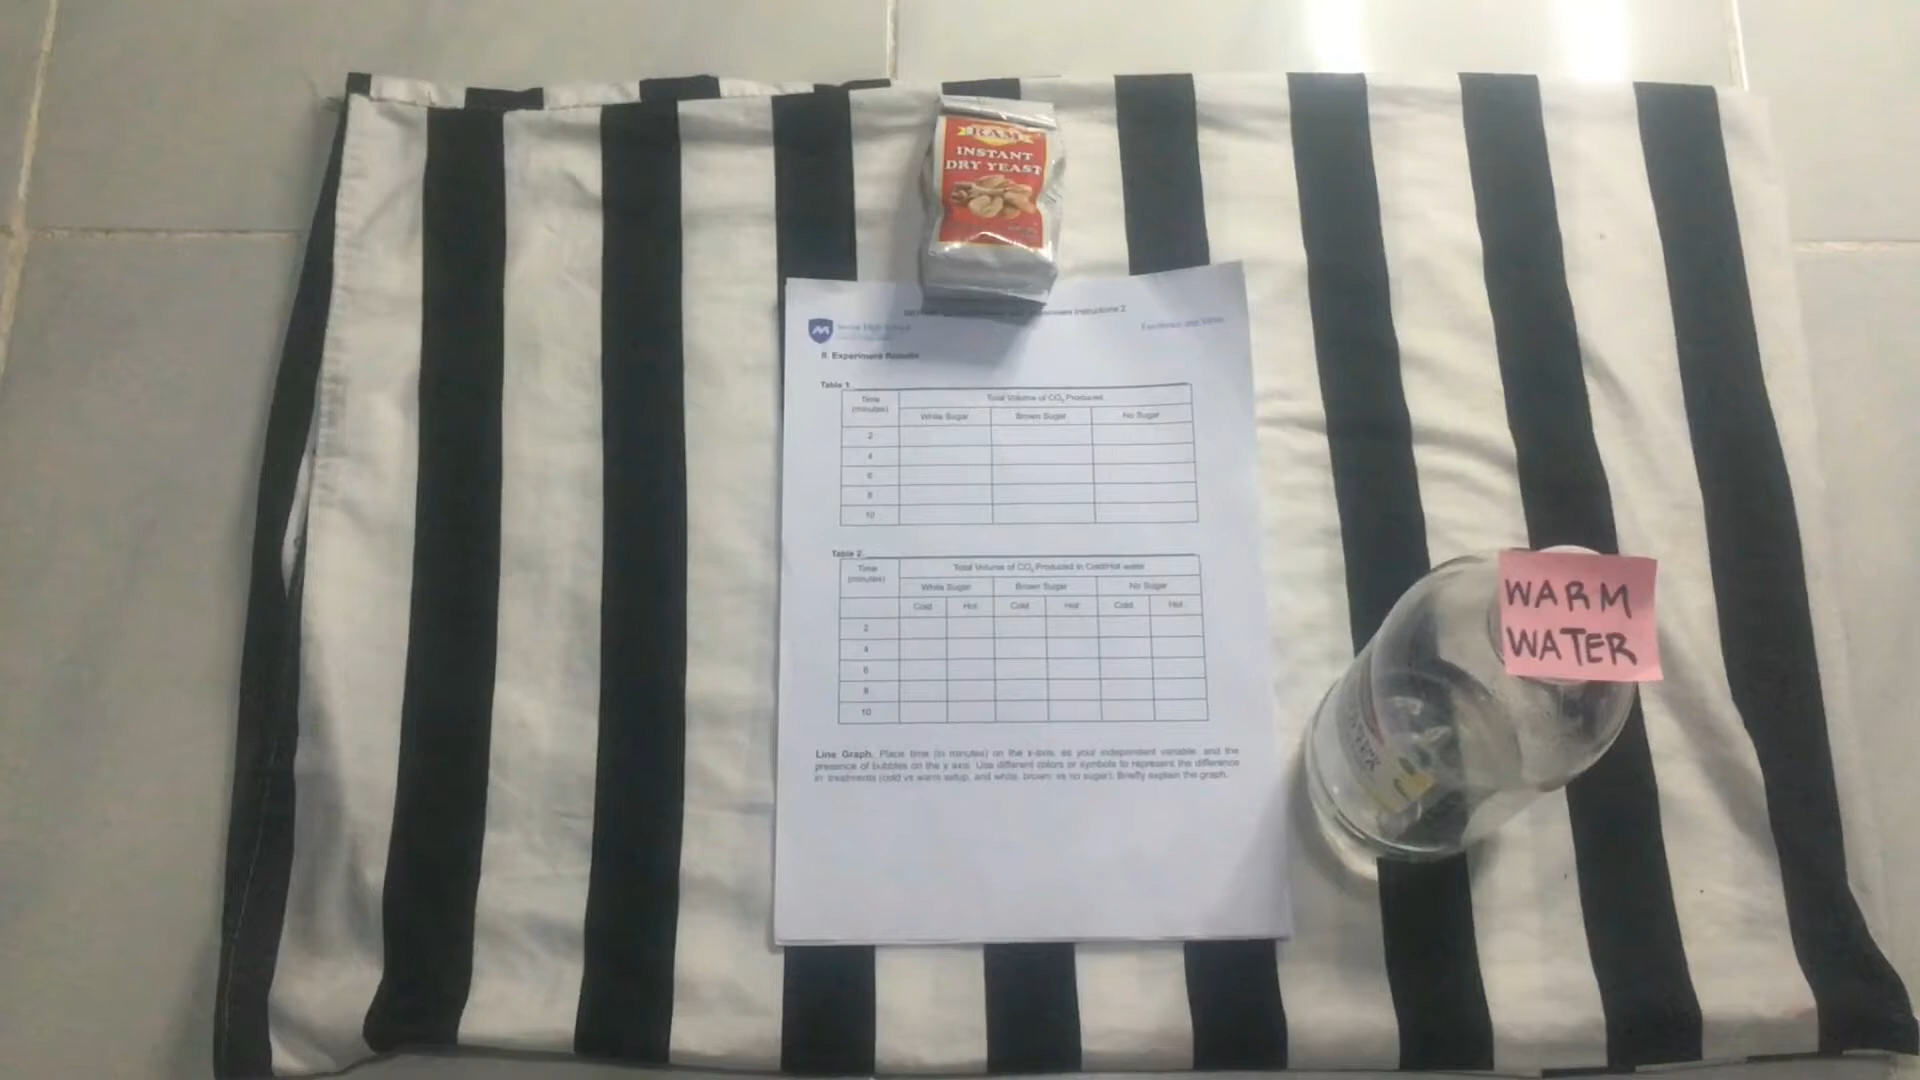 RAM
INSTANT
DRY YEAST
Instructions 2
Excellence and Virtue
II. Experiment Results
Table 1.
Time (minutes)
Total Volume of CO₂ Produced
White Sugar Brown Sugar No Sugar
2
4
6
8
10
Table 2.
Time (minutes)
Total Volume of CO₂ Produced in Cold/Hot water
White Sugar Brown Sugar No Sugar
Cold Hot Cold Hot Cold Hot
2
4
6
8
10
Line Graph. Place time (in minutes) on the x-axis, as your independent variable, and the
presence of bubbles on the y axis. Use different colors or symbols to represent the difference
in treatments (cold vs warm setup, and white, brown, vs no sugar). Briefly explain the graph.
WARM
WATER